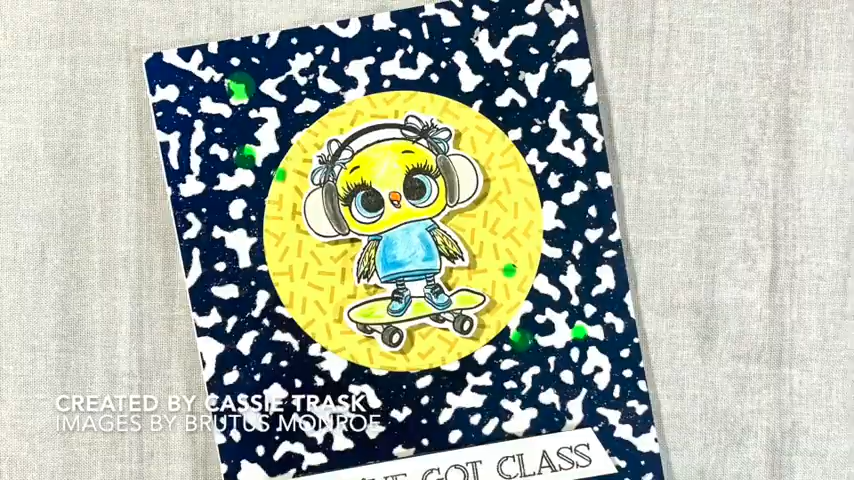 CREATED BY CASSIE TRASK
IMAGES BY BRUTUS MONROE
GOT CLASS